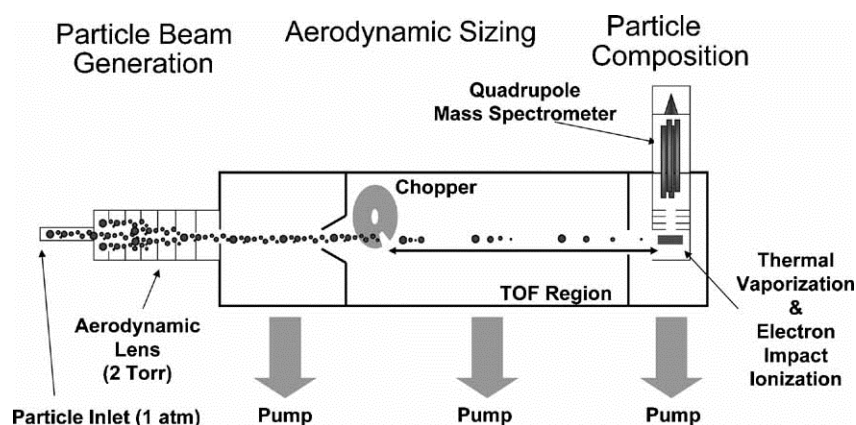 Particle Beam
Generation
Aerodynamic Sizing
Particle
Composition
Quadrupole
Mass Spectrometer
Chopper
TOF Region
Aerodynamic
Lens
(2 Torr)
Thermal
Vaporization
&
Electron
Impact
Ionization
Particle Inlet (1 atm)
Pump
Pump
Pump